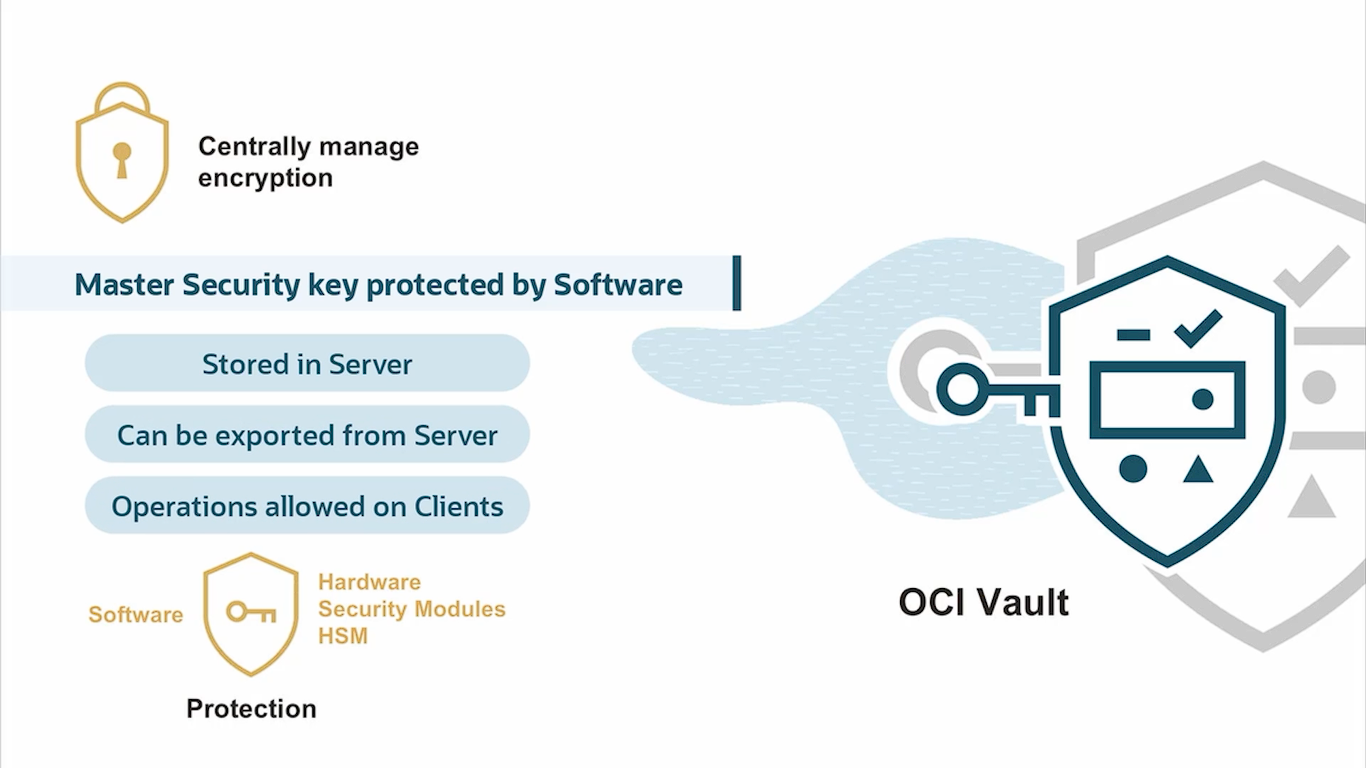 Centrally manage
encryption
Master Security key protected by Software
Stored in Server
Can be exported from Server
Operations allowed on Clients
Software
Hardware
Security Modules
HSM
Protection
OCI Vault